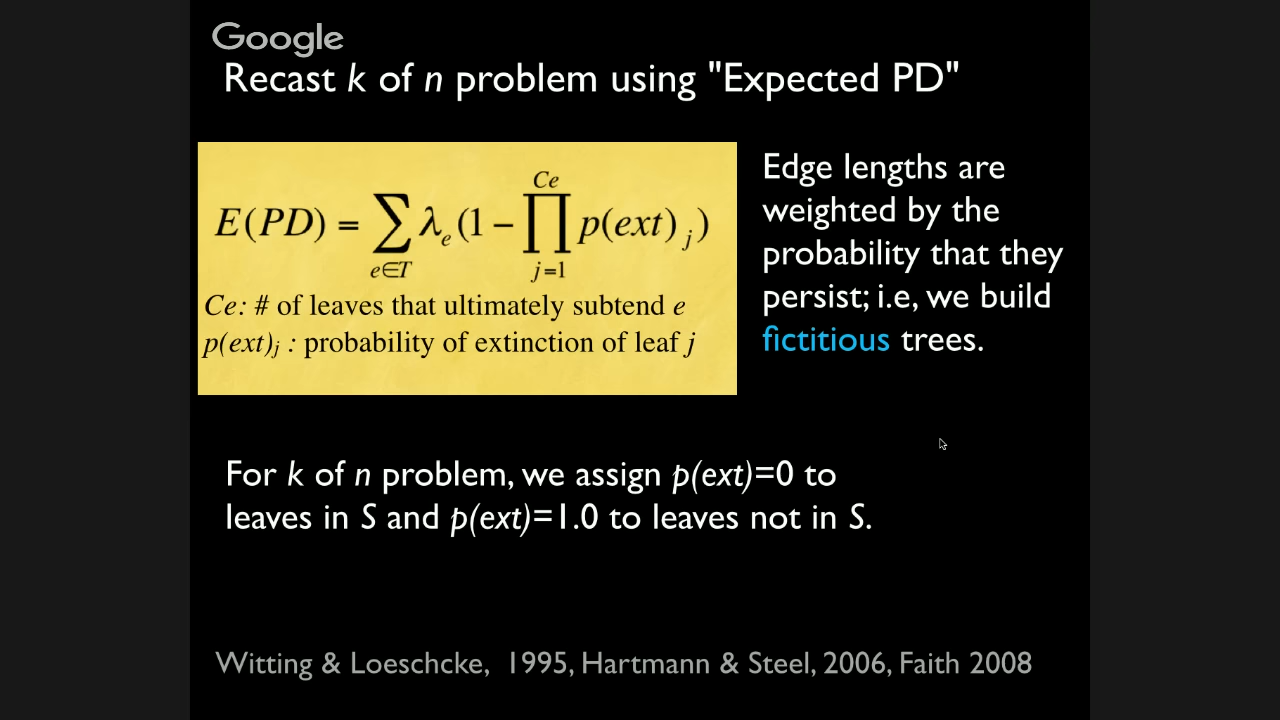 Google
Recast k of n problem using "Expected PD"
E(PD) = ∑_{e∈T} λ_e (1 − ∏_{j=1}^{Ce} p(ext)_j)
Ce: # of leaves that ultimately subtend e
p(ext)_j : probability of extinction of leaf j
Edge lengths are
weighted by the
probability that they
persist; i.e, we build
fictitious trees.
For k of n problem, we assign p(ext)=0 to
leaves in S and p(ext)=1.0 to leaves not in S.
Witting & Loeschcke, 1995, Hartmann & Steel, 2006, Faith 2008